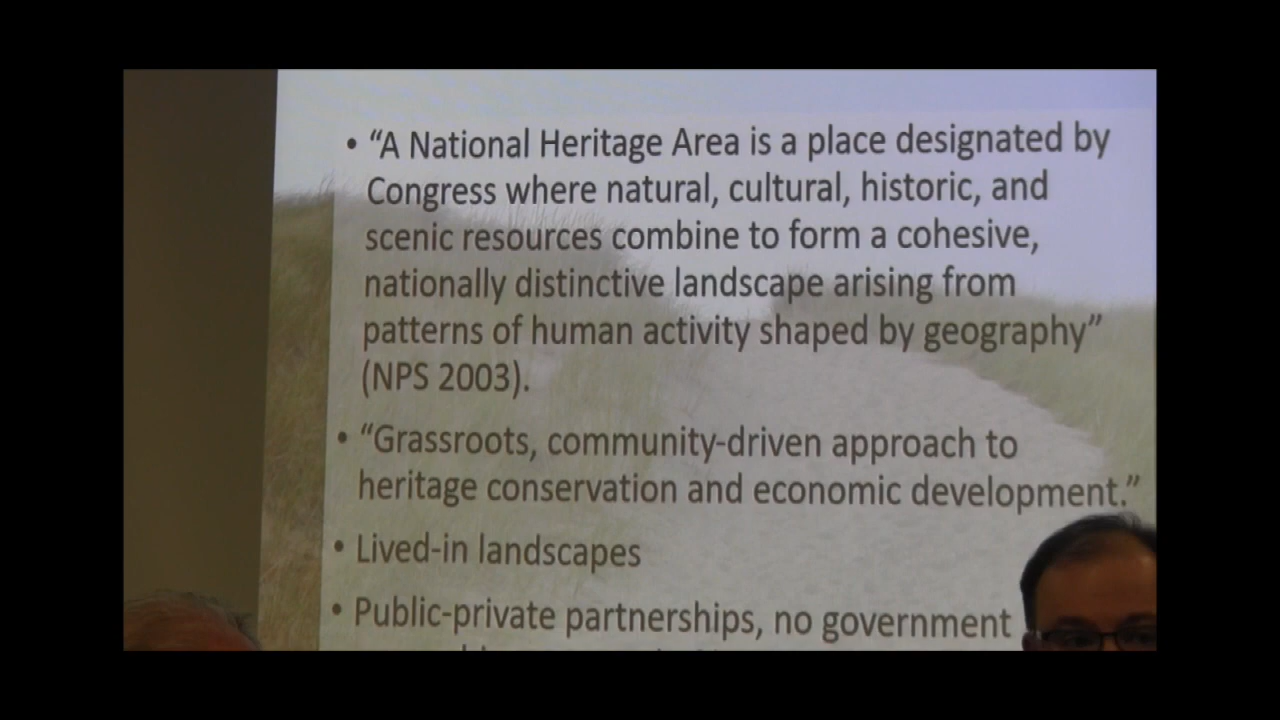 • “A National Heritage Area is a place designated by
Congress where natural, cultural, historic, and
scenic resources combine to form a cohesive,
nationally distinctive landscape arising from
patterns of human activity shaped by geography”
(NPS 2003).
• “Grassroots, community-driven approach to
heritage conservation and economic development.”
• Lived-in landscapes
• Public-private partnerships, no government